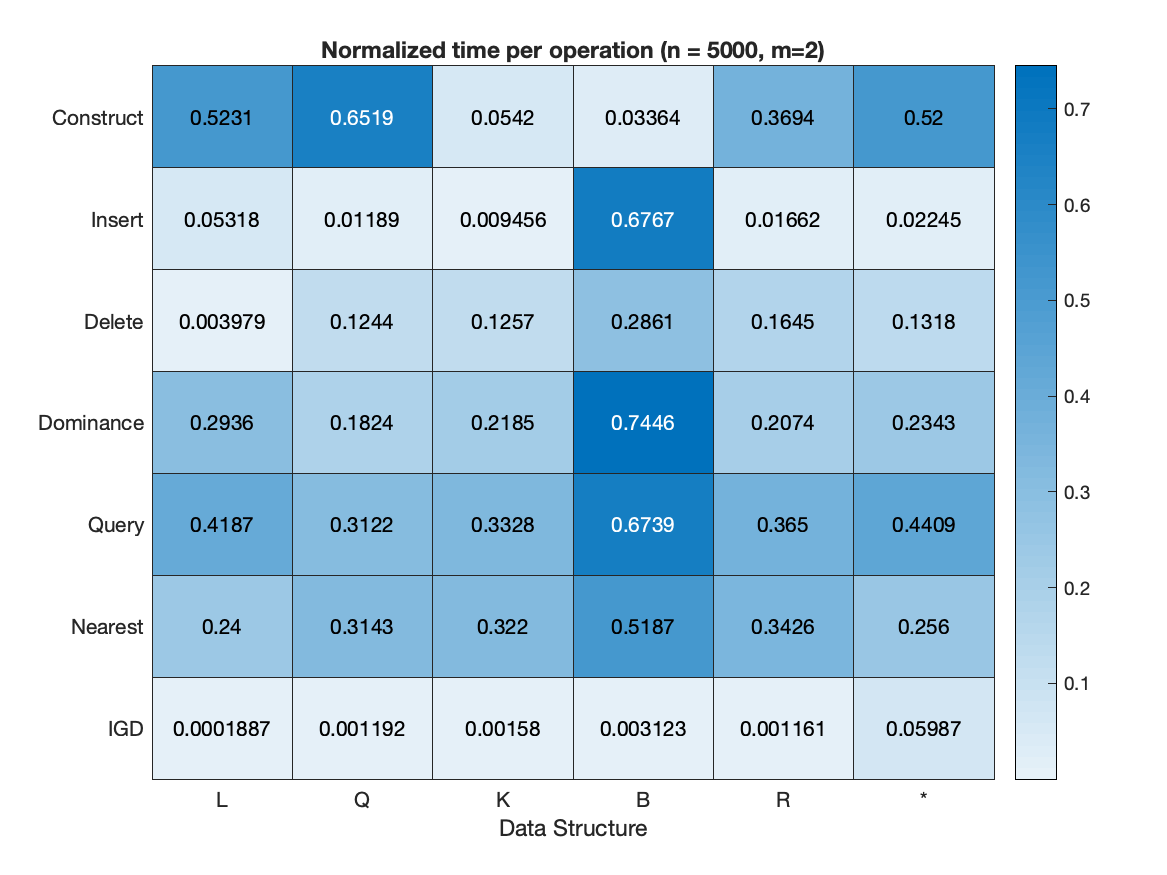 Normalized time per operation (n = 5000, m=2)
Construct 0.5231 0.6519 0.0542 0.03364 0.3694 0.52
Insert 0.05318 0.01189 0.009456 0.6767 0.01662 0.02245
Delete 0.003979 0.1244 0.1257 0.2861 0.1645 0.1318
Dominance 0.2936 0.1824 0.2185 0.7446 0.2074 0.2343
Query 0.4187 0.3122 0.3328 0.6739 0.365 0.4409
Nearest 0.24 0.3143 0.322 0.5187 0.3426 0.256
IGD 0.0001887 0.001192 0.00158 0.003123 0.001161 0.05987
L Q K B R *
Data Structure
0.7
0.6
0.5
0.4
0.3
0.2
0.1